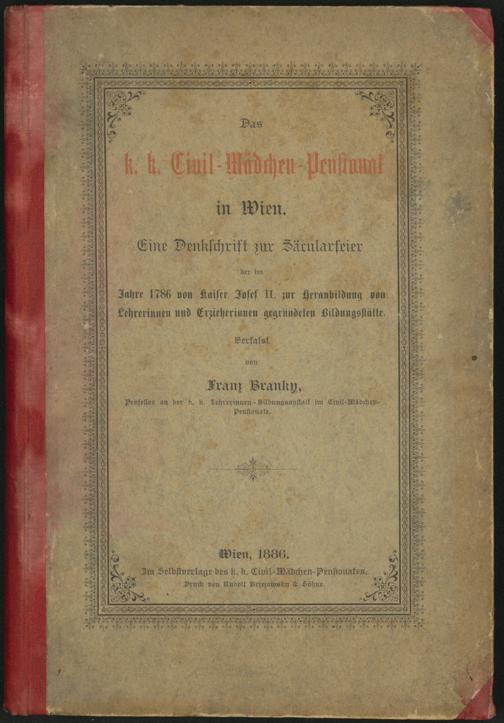 Das
k. k. Civil-Mädchen-Pensionat
in Wien.
Eine Denkschrift zur Säcularfeier
der im
Jahre 1786 von Kaiser Josef II. zur Heranbildung von
Lehrerinnen und Erzieherinnen gegründeten Bildungsstätte.
Verfasst
von
Franz Branky,
Professor an der k. k. Lehrerinnen-Bildungsanstalt im Civil-Mädchen-
Pensionate.
Wien, 1886.
Im Selbstverlage des k. k. Civil-Mädchen-Pensionates.
Druck von Rudolf Brzezowsky & Söhne.